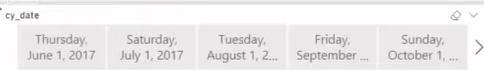 cy_date
Thursday,
June 1, 2017
Saturday,
July 1, 2017
Tuesday,
August 1, 2...
Friday,
September ...
Sunday,
October 1, ...